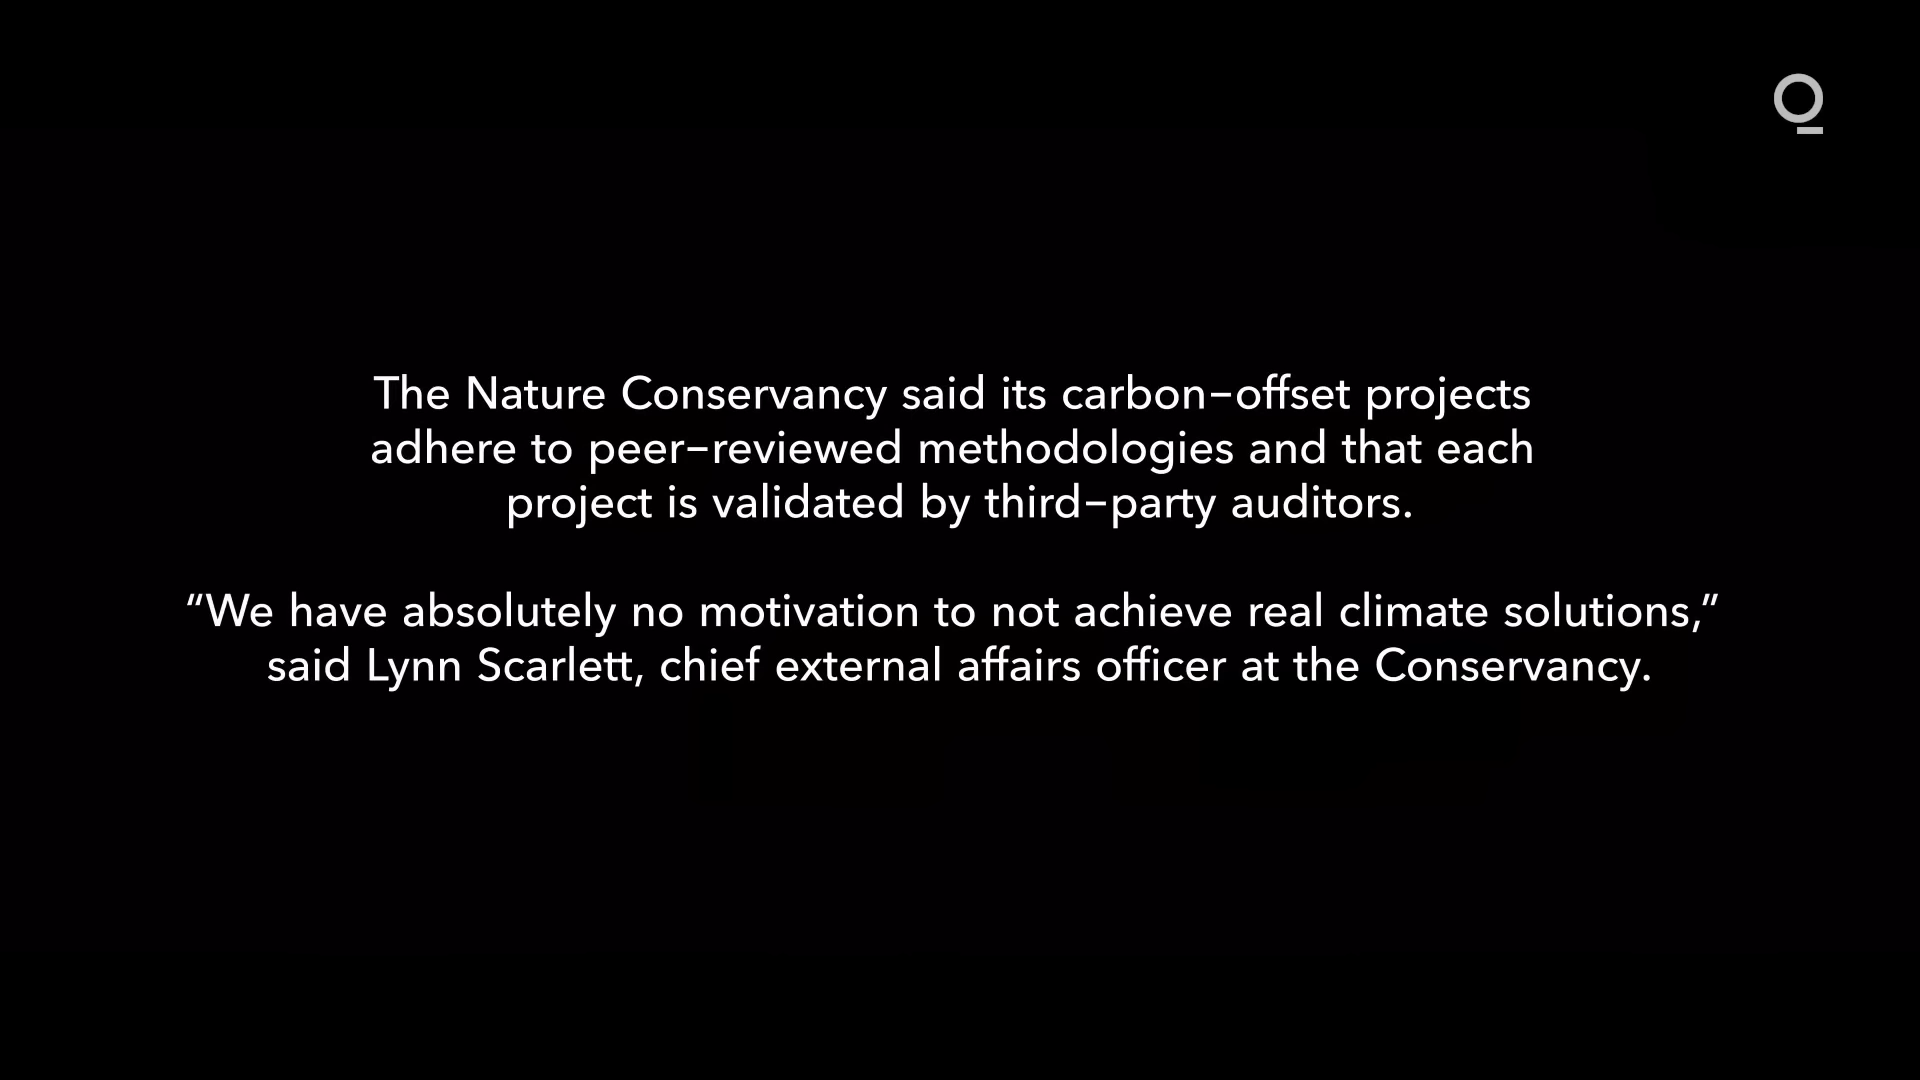 The Nature Conservancy said its carbon-offset projects
adhere to peer-reviewed methodologies and that each
project is validated by third-party auditors.
“We have absolutely no motivation to not achieve real climate solutions,”
said Lynn Scarlett, chief external affairs officer at the Conservancy.